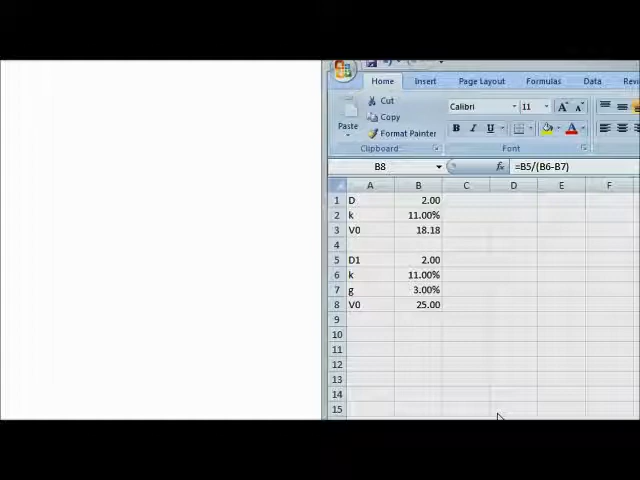 Home Insert Page Layout Formulas Data Rev
Cut
Copy
Format Painter
Paste
Clipboard
Calibri 11 A A
B I U A
Font
B8 fx =B5/(B6-B7)
A B C D E F
1 D 2.00
2 k 11.00%
3 V0 18.18
4
5 D1 2.00
6 k 11.00%
7 g 3.00%
8 V0 25.00
9
10
11
12
13
14
15